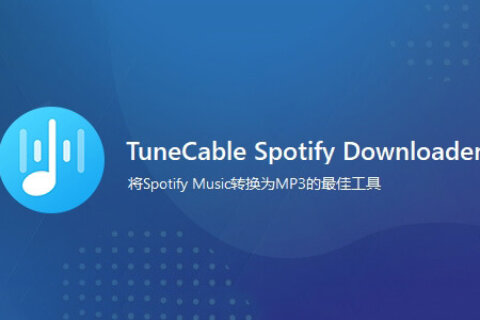 TuneCable Spotify Downloader
将Spotify Music转换为MP3的最佳工具